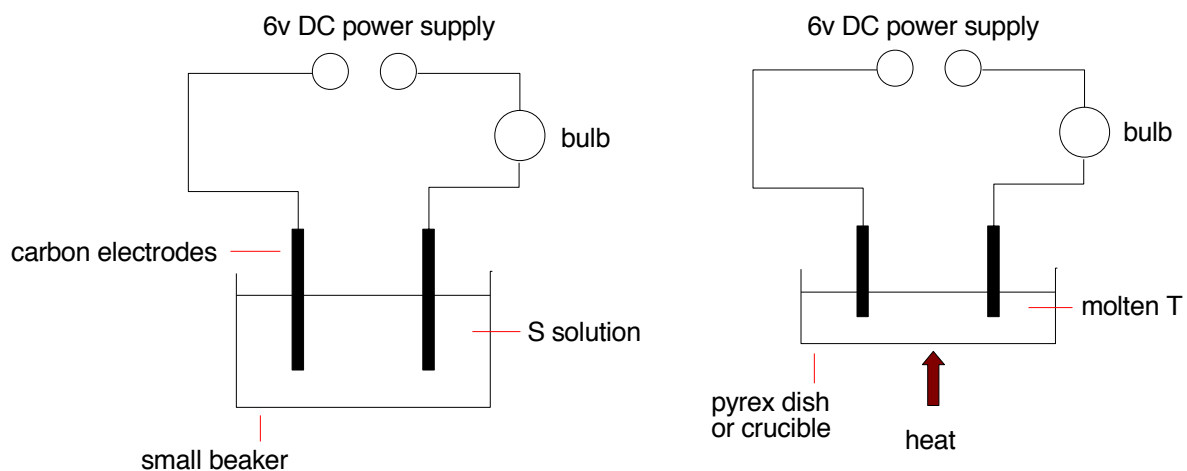 6v DC power supply
bulb
carbon electrodes
S solution
small beaker
6v DC power supply
bulb
molten T
pyrex dish
or crucible
heat